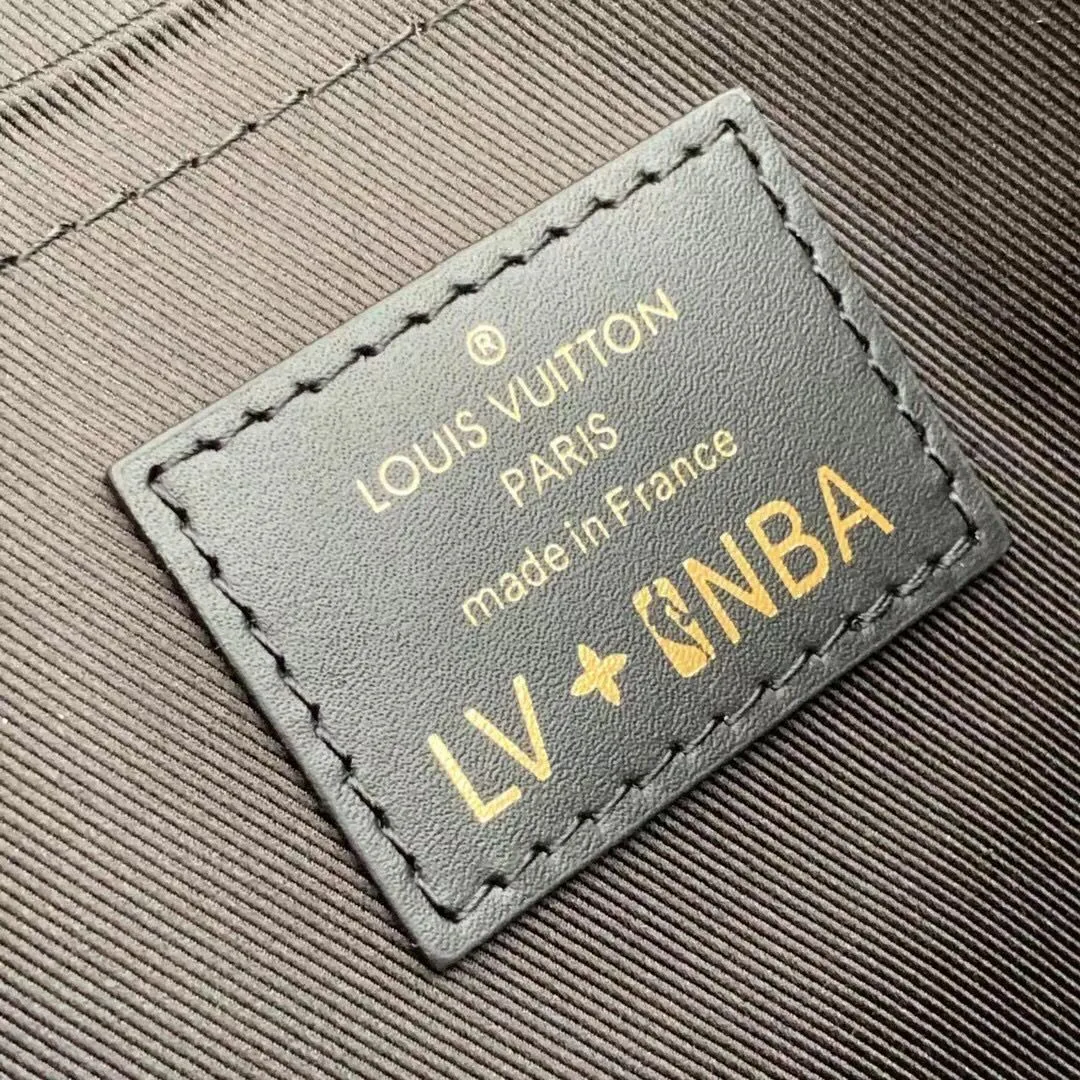 ®
LOUIS VUITTON
PARIS
made in France
LV NBA